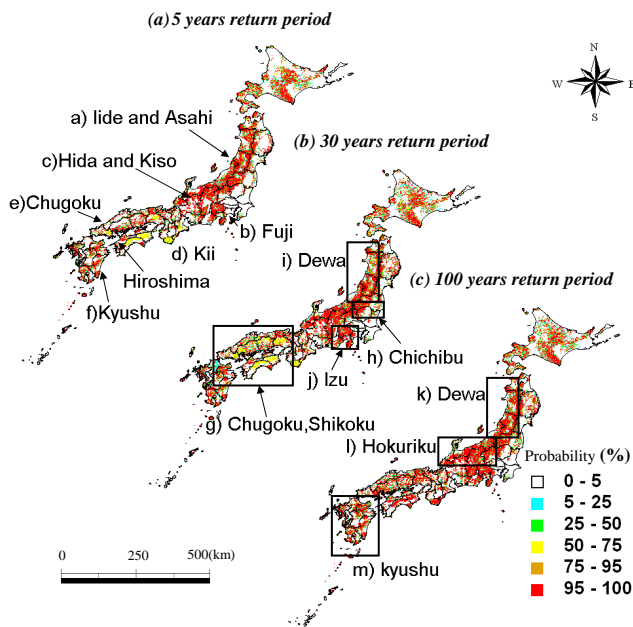 (a) 5 years return period
N
W
E
S
a) Iide and Asahi
(b) 30 years return period
c)Hida and Kiso
e)Chugoku
b) Fuji
d) Kii
Hiroshima
i) Dewa
f)Kyushu
(c) 100 years return period
h) Chichibu
j) Izu
k) Dewa
g) Chugoku,Shikoku
l) Hokuriku
Probability (%)
0 - 5
5 - 25
25 - 50
50 - 75
75 - 95
95 - 100
0 250 500(km)
m) kyushu